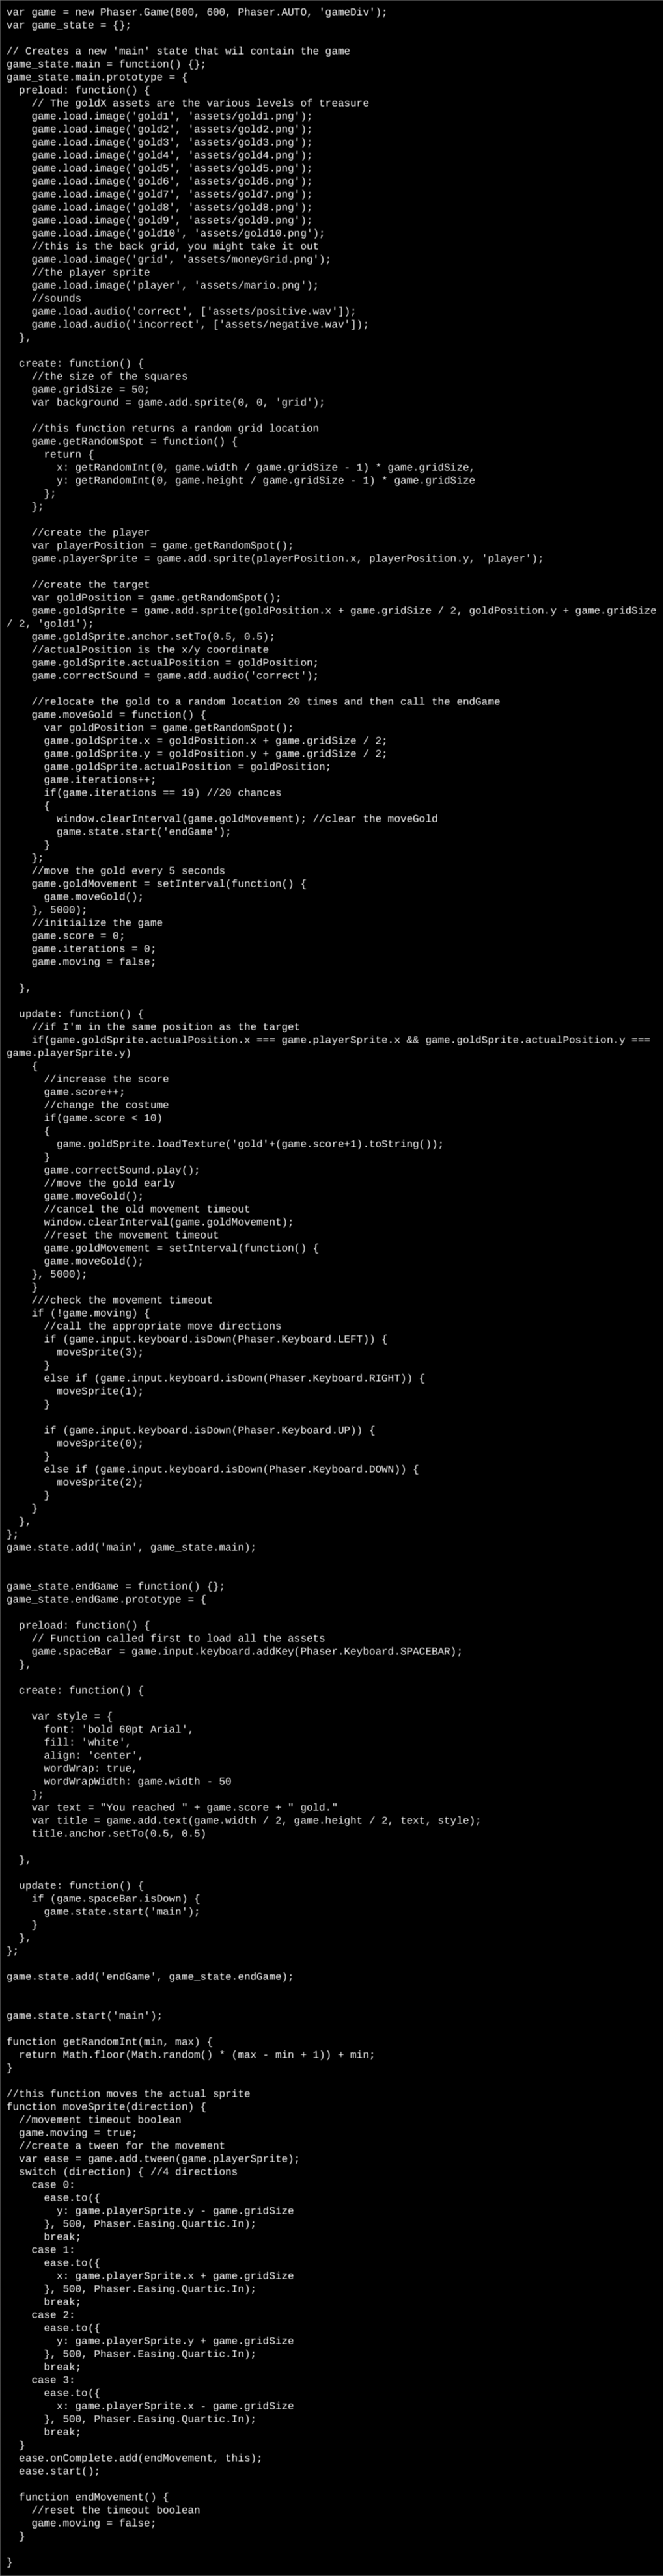 var game = new Phaser.Game(800, 600, Phaser.AUTO, 'gameDiv');
var game_state = {};

// Creates a new 'main' state that wil contain the game
game_state.main = function() {};
game_state.main.prototype = {
  preload: function() {
    // The goldX assets are the various levels of treasure
    game.load.image('gold1', 'assets/gold1.png');
    game.load.image('gold2', 'assets/gold2.png');
    game.load.image('gold3', 'assets/gold3.png');
    game.load.image('gold4', 'assets/gold4.png');
    game.load.image('gold5', 'assets/gold5.png');
    game.load.image('gold6', 'assets/gold6.png');
    game.load.image('gold7', 'assets/gold7.png');
    game.load.image('gold8', 'assets/gold8.png');
    game.load.image('gold9', 'assets/gold9.png');
    game.load.image('gold10', 'assets/gold10.png');
    //this is the back grid, you might take it out
    game.load.image('grid', 'assets/moneyGrid.png');
    //the player sprite
    game.load.image('player', 'assets/mario.png');
    //sounds
    game.load.audio('correct', ['assets/positive.wav']);
    game.load.audio('incorrect', ['assets/negative.wav']);
  },

  create: function() {
    //the size of the squares
    game.gridSize = 50;
    var background = game.add.sprite(0, 0, 'grid');

    //this function returns a random grid location
    game.getRandomSpot = function() {
      return {
        x: getRandomInt(0, game.width / game.gridSize - 1) * game.gridSize,
        y: getRandomInt(0, game.height / game.gridSize - 1) * game.gridSize
      };
    };

    //create the player
    var playerPosition = game.getRandomSpot();
    game.playerSprite = game.add.sprite(playerPosition.x, playerPosition.y, 'player');

    //create the target
    var goldPosition = game.getRandomSpot();
    game.goldSprite = game.add.sprite(goldPosition.x + game.gridSize / 2, goldPosition.y + game.gridSize
/ 2, 'gold1');
    game.goldSprite.anchor.setTo(0.5, 0.5);
    //actualPosition is the x/y coordinate
    game.goldSprite.actualPosition = goldPosition;
    game.correctSound = game.add.audio('correct');

    //relocate the gold to a random location 20 times and then call the endGame
    game.moveGold = function() {
      var goldPosition = game.getRandomSpot();
      game.goldSprite.x = goldPosition.x + game.gridSize / 2;
      game.goldSprite.y = goldPosition.y + game.gridSize / 2;
      game.goldSprite.actualPosition = goldPosition;
      game.iterations++;
      if(game.iterations == 19) //20 chances
      {
        window.clearInterval(game.goldMovement); //clear the moveGold
        game.state.start('endGame');
      }
    };
    //move the gold every 5 seconds
    game.goldMovement = setInterval(function() {
      game.moveGold();
    }, 5000);
    //initialize the game
    game.score = 0;
    game.iterations = 0;
    game.moving = false;

  },

  update: function() {
    //if I'm in the same position as the target
    if(game.goldSprite.actualPosition.x === game.playerSprite.x && game.goldSprite.actualPosition.y ===
game.playerSprite.y)
    {
      //increase the score
      game.score++;
      //change the costume
      if(game.score < 10)
      {
        game.goldSprite.loadTexture('gold'+(game.score+1).toString());
      }
      game.correctSound.play();
      //move the gold early
      game.moveGold();
      //cancel the old movement timeout
      window.clearInterval(game.goldMovement);
      //reset the movement timeout
      game.goldMovement = setInterval(function() {
      game.moveGold();
    }, 5000);
    }
    ///check the movement timeout
    if (!game.moving) {
      //call the appropriate move directions
      if (game.input.keyboard.isDown(Phaser.Keyboard.LEFT)) {
        moveSprite(3);
      }
      else if (game.input.keyboard.isDown(Phaser.Keyboard.RIGHT)) {
        moveSprite(1);
      }

      if (game.input.keyboard.isDown(Phaser.Keyboard.UP)) {
        moveSprite(0);
      }
      else if (game.input.keyboard.isDown(Phaser.Keyboard.DOWN)) {
        moveSprite(2);
      }
    }
  },
};
game.state.add('main', game_state.main);


game_state.endGame = function() {};
game_state.endGame.prototype = {

  preload: function() {
    // Function called first to load all the assets
    game.spaceBar = game.input.keyboard.addKey(Phaser.Keyboard.SPACEBAR);
  },

  create: function() {

    var style = {
      font: 'bold 60pt Arial',
      fill: 'white',
      align: 'center',
      wordWrap: true,
      wordWrapWidth: game.width - 50
    };
    var text = "You reached " + game.score + " gold."
    var title = game.add.text(game.width / 2, game.height / 2, text, style);
    title.anchor.setTo(0.5, 0.5)

  },

  update: function() {
    if (game.spaceBar.isDown) {
      game.state.start('main');
    }
  },
};

game.state.add('endGame', game_state.endGame);


game.state.start('main');

function getRandomInt(min, max) {
  return Math.floor(Math.random() * (max - min + 1)) + min;
}

//this function moves the actual sprite
function moveSprite(direction) {
  //movement timeout boolean
  game.moving = true;
  //create a tween for the movement
  var ease = game.add.tween(game.playerSprite);
  switch (direction) { //4 directions
    case 0:
      ease.to({
        y: game.playerSprite.y - game.gridSize
      }, 500, Phaser.Easing.Quartic.In);
      break;
    case 1:
      ease.to({
        x: game.playerSprite.x + game.gridSize
      }, 500, Phaser.Easing.Quartic.In);
      break;
    case 2:
      ease.to({
        y: game.playerSprite.y + game.gridSize
      }, 500, Phaser.Easing.Quartic.In);
      break;
    case 3:
      ease.to({
        x: game.playerSprite.x - game.gridSize
      }, 500, Phaser.Easing.Quartic.In);
      break;
  }
  ease.onComplete.add(endMovement, this);
  ease.start();

  function endMovement() {
    //reset the timeout boolean
    game.moving = false;
  }

}